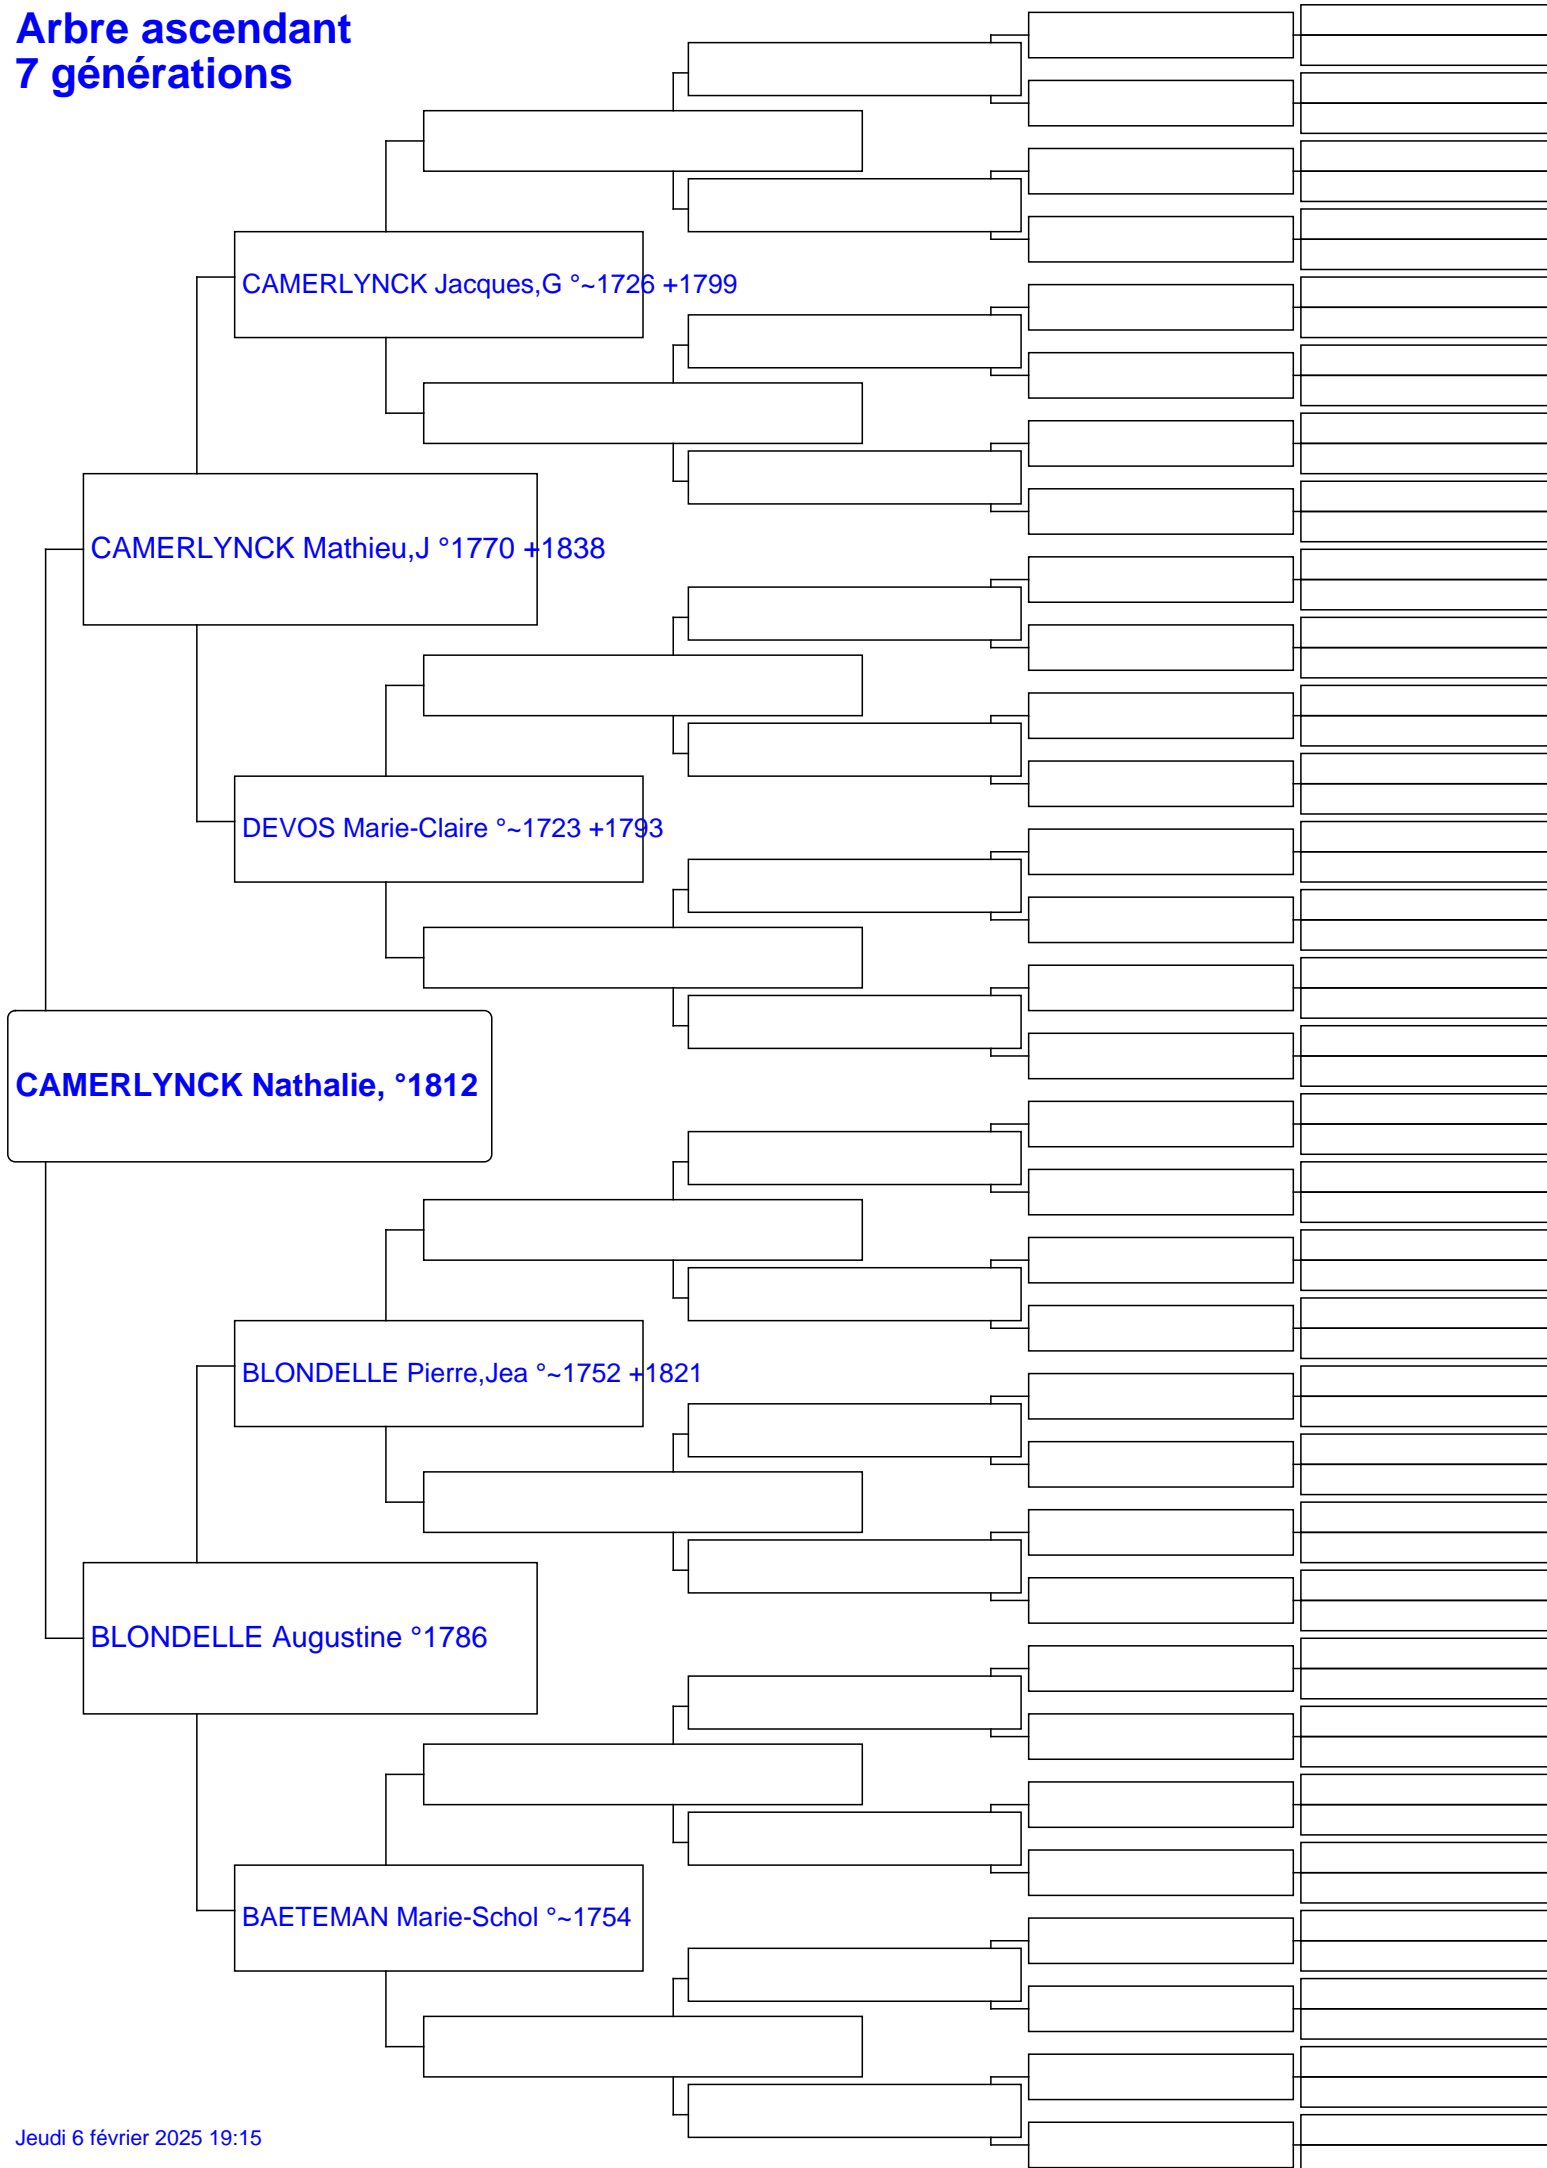 Arbre ascendant
7 générations
CAMERLYNCK Jacques,G °~1726 +1799
CAMERLYNCK Mathieu,J °1770 +1838
DEVOS Marie-Claire °~1723 +1793
CAMERLYNCK Nathalie, °1812
BLONDELLE Pierre,Jea °~1752 +1821
BLONDELLE Augustine °1786
BAETEMAN Marie-Schol °~1754
Jeudi 6 février 2025 19:15